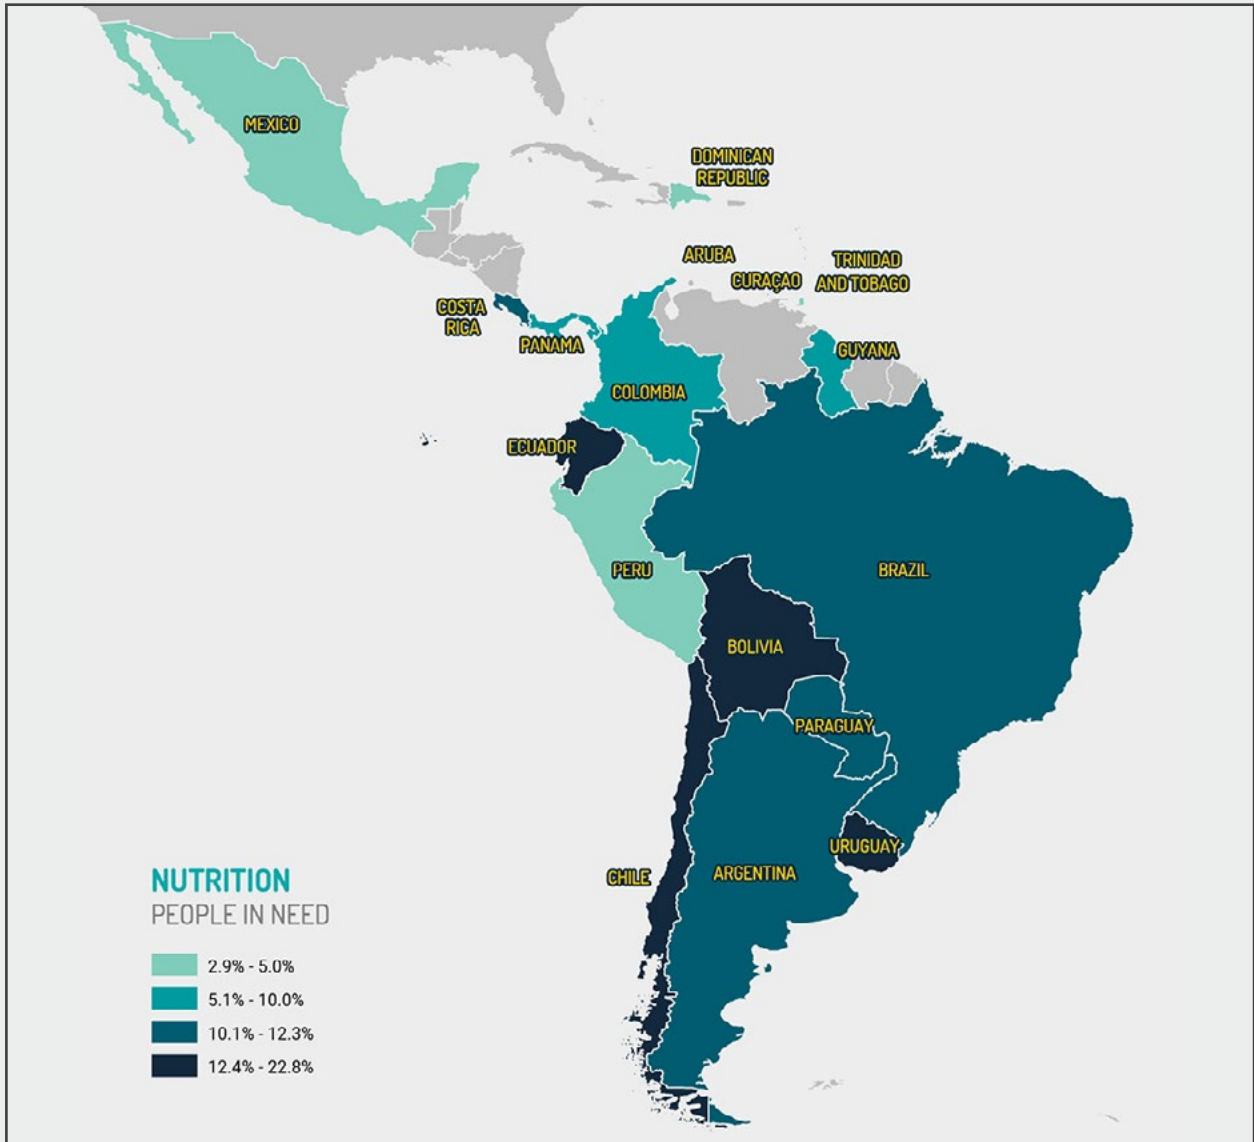 MEXICO
DOMINICAN
REPUBLIC
ARUBA
CURAÇAO
TRINIDAD
AND TOBAGO
COSTA
RIGA
PANAMA
GUYANA
COLOMBIA
ECUADOR
PERU
BRAZIL
BOLIVIA
PARAGUAY
CHILE
ARGENTINA
URUGUAY
NUTRITION
PEOPLE IN NEED
2.9% - 5.0%
5.1% - 10.0%
10.1% - 12.3%
12.4% - 22.8%